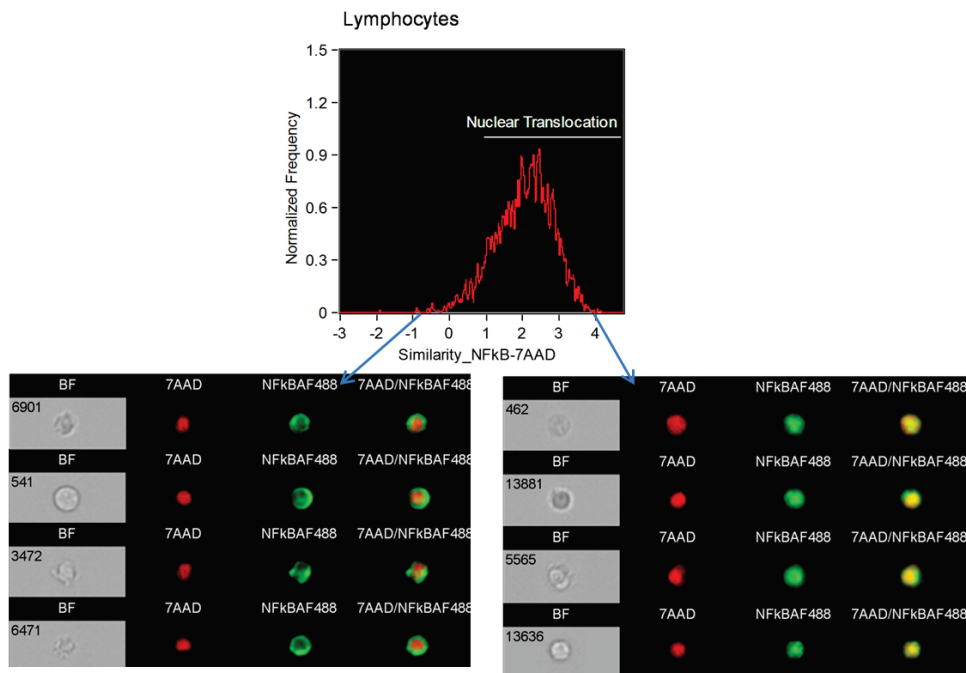 Lymphocytes
1.5
1.2
0.9
0.6
0.3
0
Normalized Frequency
Nuclear Translocation
-3 -2 -1 0 1 2 3 4
Similarity_NFkB-7AAD
BF 7AAD NFkBAF488 7AAD/NFkBAF488
6901
BF 7AAD NFkBAF488 7AAD/NFkBAF488
541
BF 7AAD NFkBAF488 7AAD/NFkBAF488
3472
BF 7AAD NFkBAF488 7AAD/NFkBAF488
6471
BF 7AAD NFkBAF488 7AAD/NFkBAF488
462
BF 7AAD NFkBAF488 7AAD/NFkBAF488
13881
BF 7AAD NFkBAF488 7AAD/NFkBAF488
5565
BF 7AAD NFkBAF488 7AAD/NFkBAF488
13636